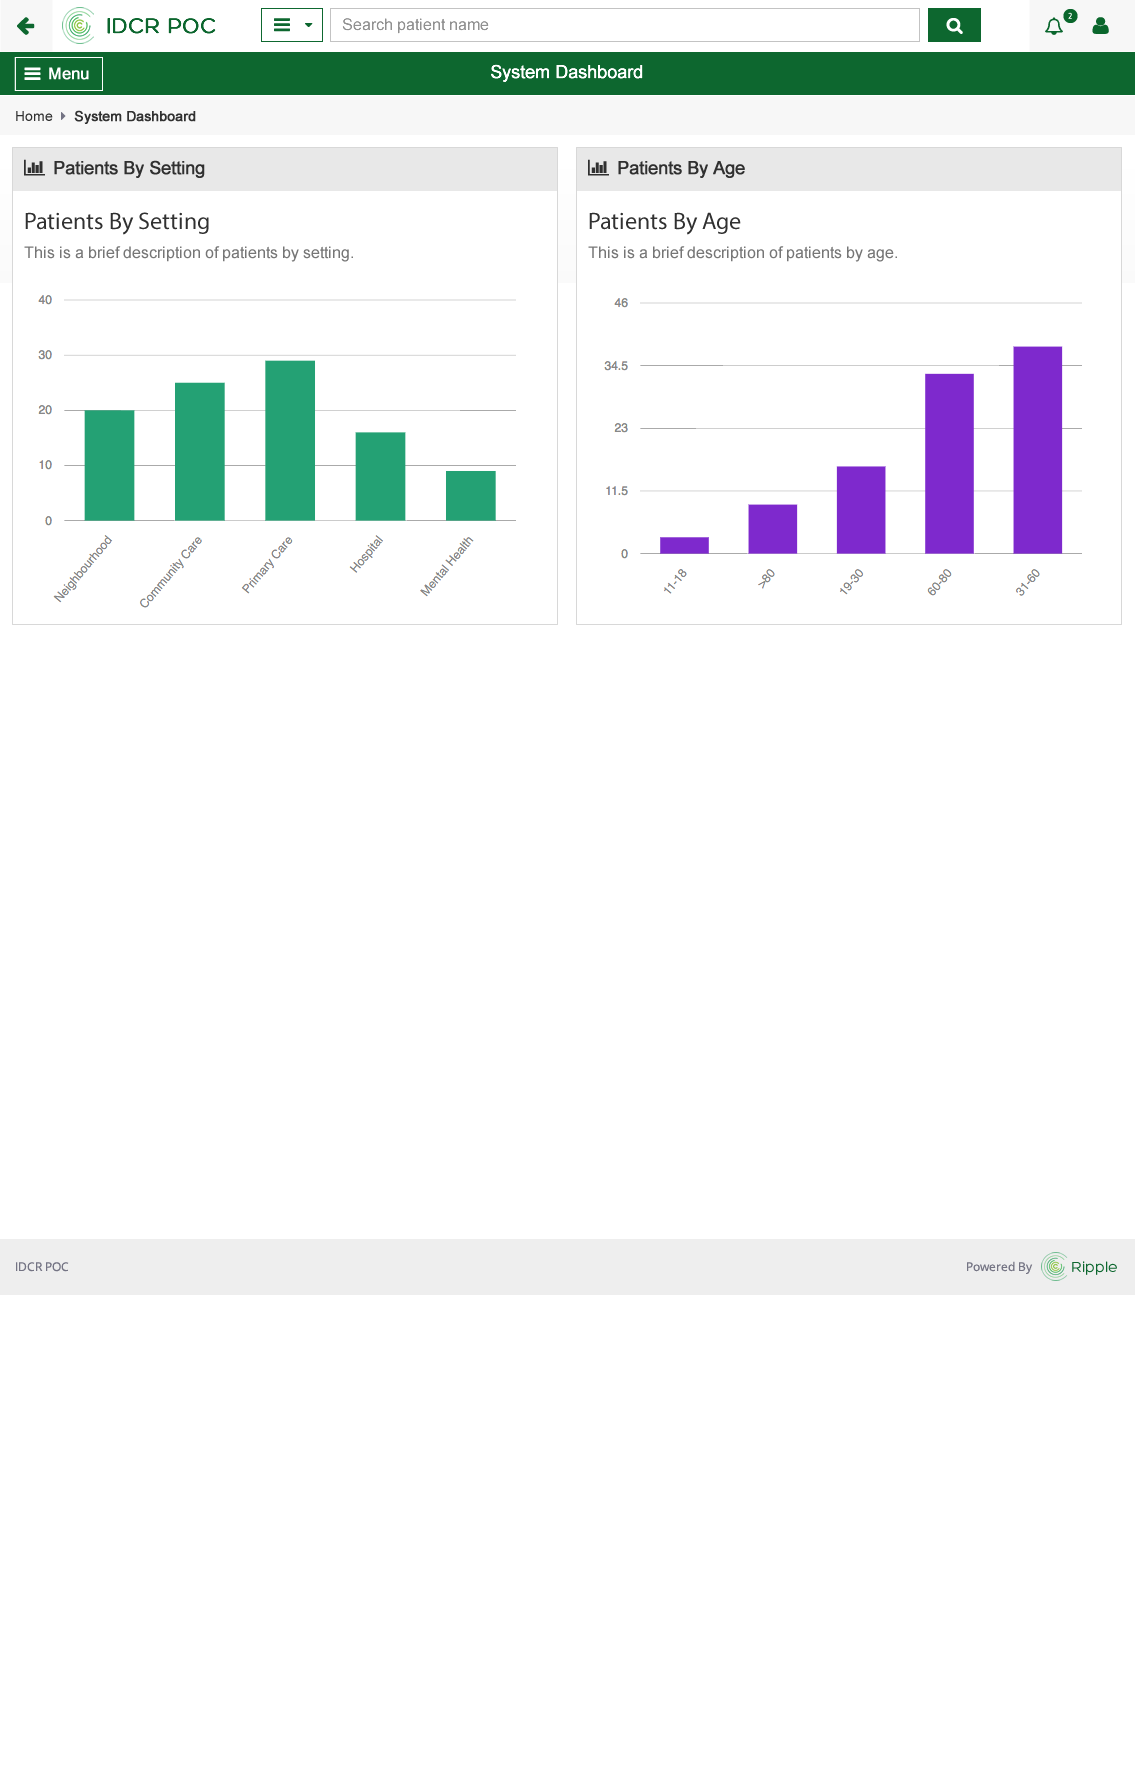 IDCR POC
Search patient name
2
Menu
System Dashboard
Home System Dashboard
Patients By Setting
Patients By Setting
This is a brief description of patients by setting.
40
30
20
10
0
Neighbourhood
Community Care
Primary Care
Hospital
Mental Health
Patients By Age
Patients By Age
This is a brief description of patients by age.
46
34.5
23
11.5
0
11-18
>80
19-30
60-80
31-60
IDCR POC
Powered By Ripple